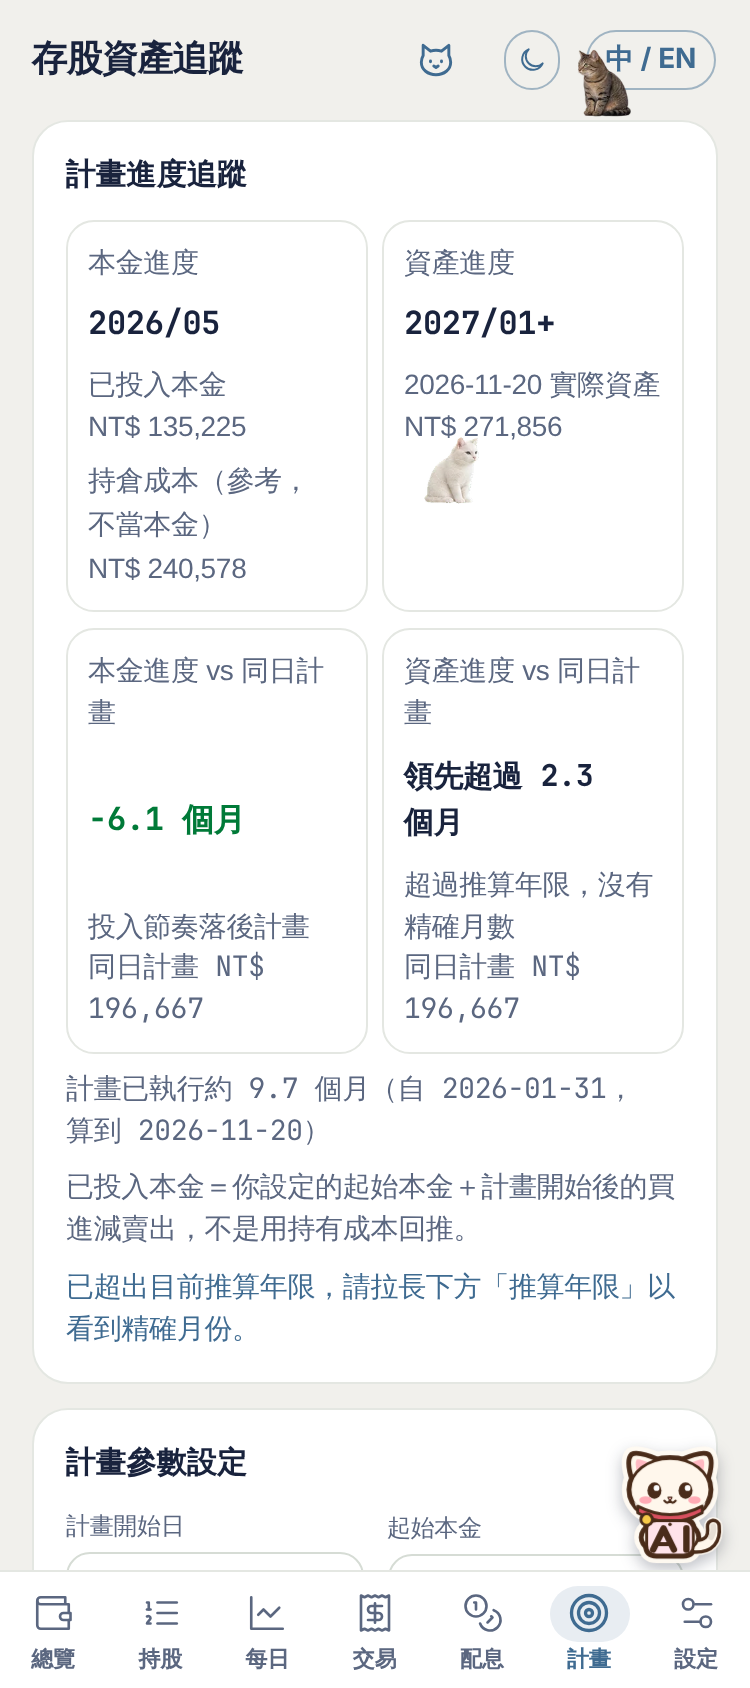 存股資產追蹤
中 / EN
計畫進度追蹤
本金進度
2026/05
已投入本金
NT$ 135,225
持倉成本（參考，
不當本金）
NT$ 240,578
資產進度
2027/01+
2026-11-20 實際資產
NT$ 271,856
本金進度 vs 同日計
畫
-6.1 個月
投入節奏落後計畫
同日計畫 NT$
196,667
資產進度 vs 同日計
畫
領先超過 2.3
個月
超過推算年限，沒有
精確月數
同日計畫 NT$
196,667
計畫已執行約 9.7 個月（自 2026-01-31，
算到 2026-11-20）
已投入本金＝你設定的起始本金＋計畫開始後的買
進減賣出，不是用持有成本回推。
已超出目前推算年限，請拉長下方「推算年限」以
看到精確月份。
計畫參數設定
計畫開始日
起始本金
AI
總覽
持股
每日
交易
配息
計畫
設定